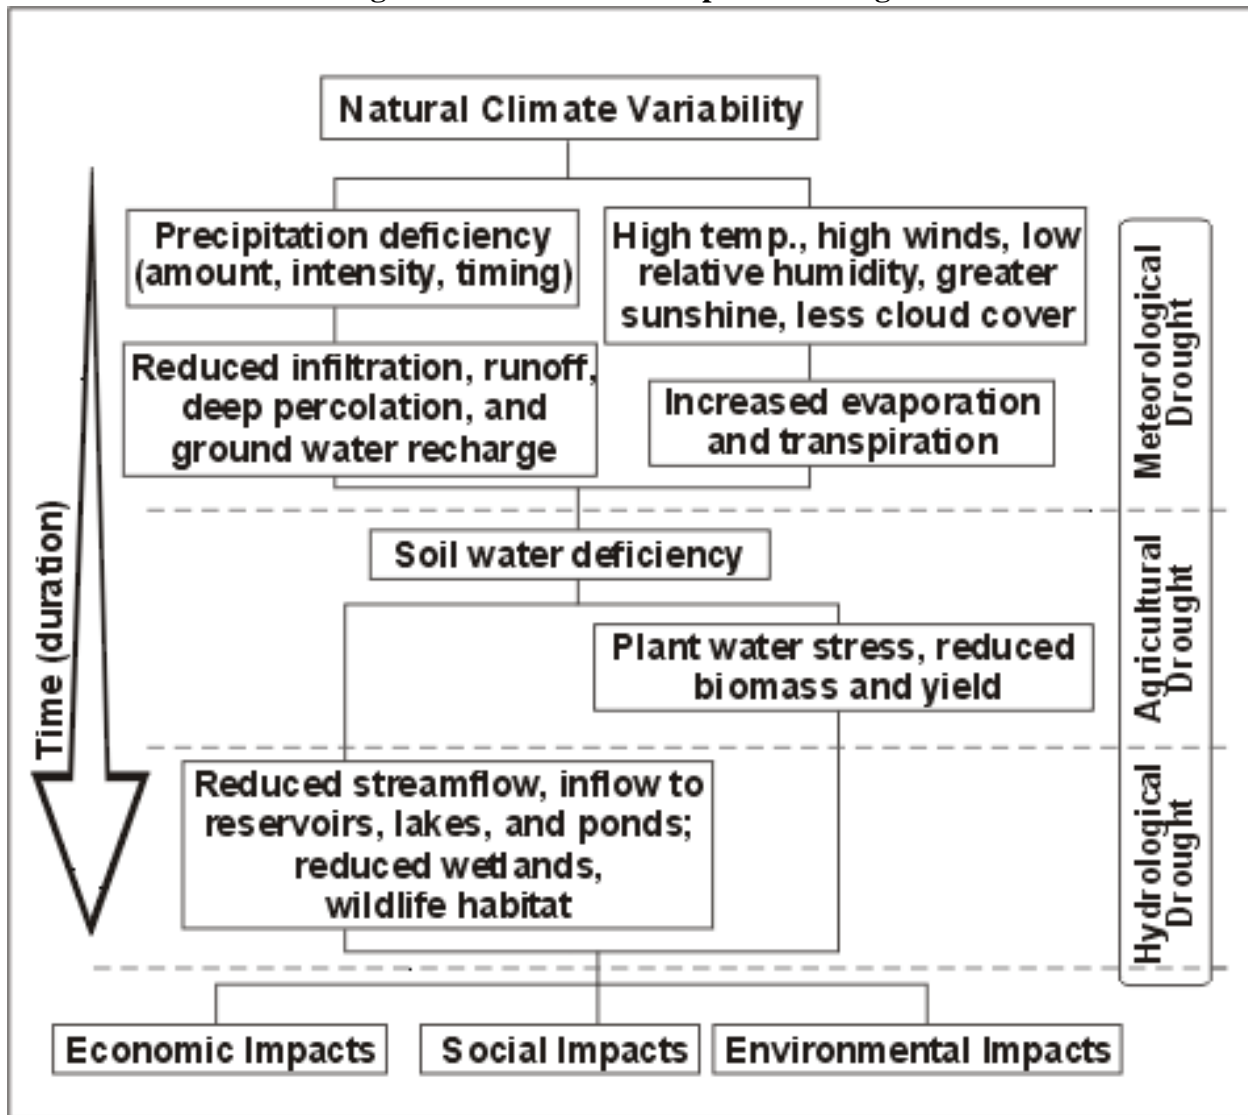 Natural Climate Variability
Precipitation deficiency
(amount, intensity, timing)
High temp., high winds, low
relative humidity, greater
sunshine, less cloud cover
Reduced infiltration, runoff,
deep percolation, and
ground water recharge
Increased evaporation
and transpiration
Meteorological
Drought
Soil water deficiency
Plant water stress, reduced
biomass and yield
Agricultural
Drought
Time (duration)
Reduced streamflow, inflow to
reservoirs, lakes, and ponds;
reduced wetlands,
wildlife habitat
Hydrological
Drought
Economic Impacts
Social Impacts
Environmental Impacts